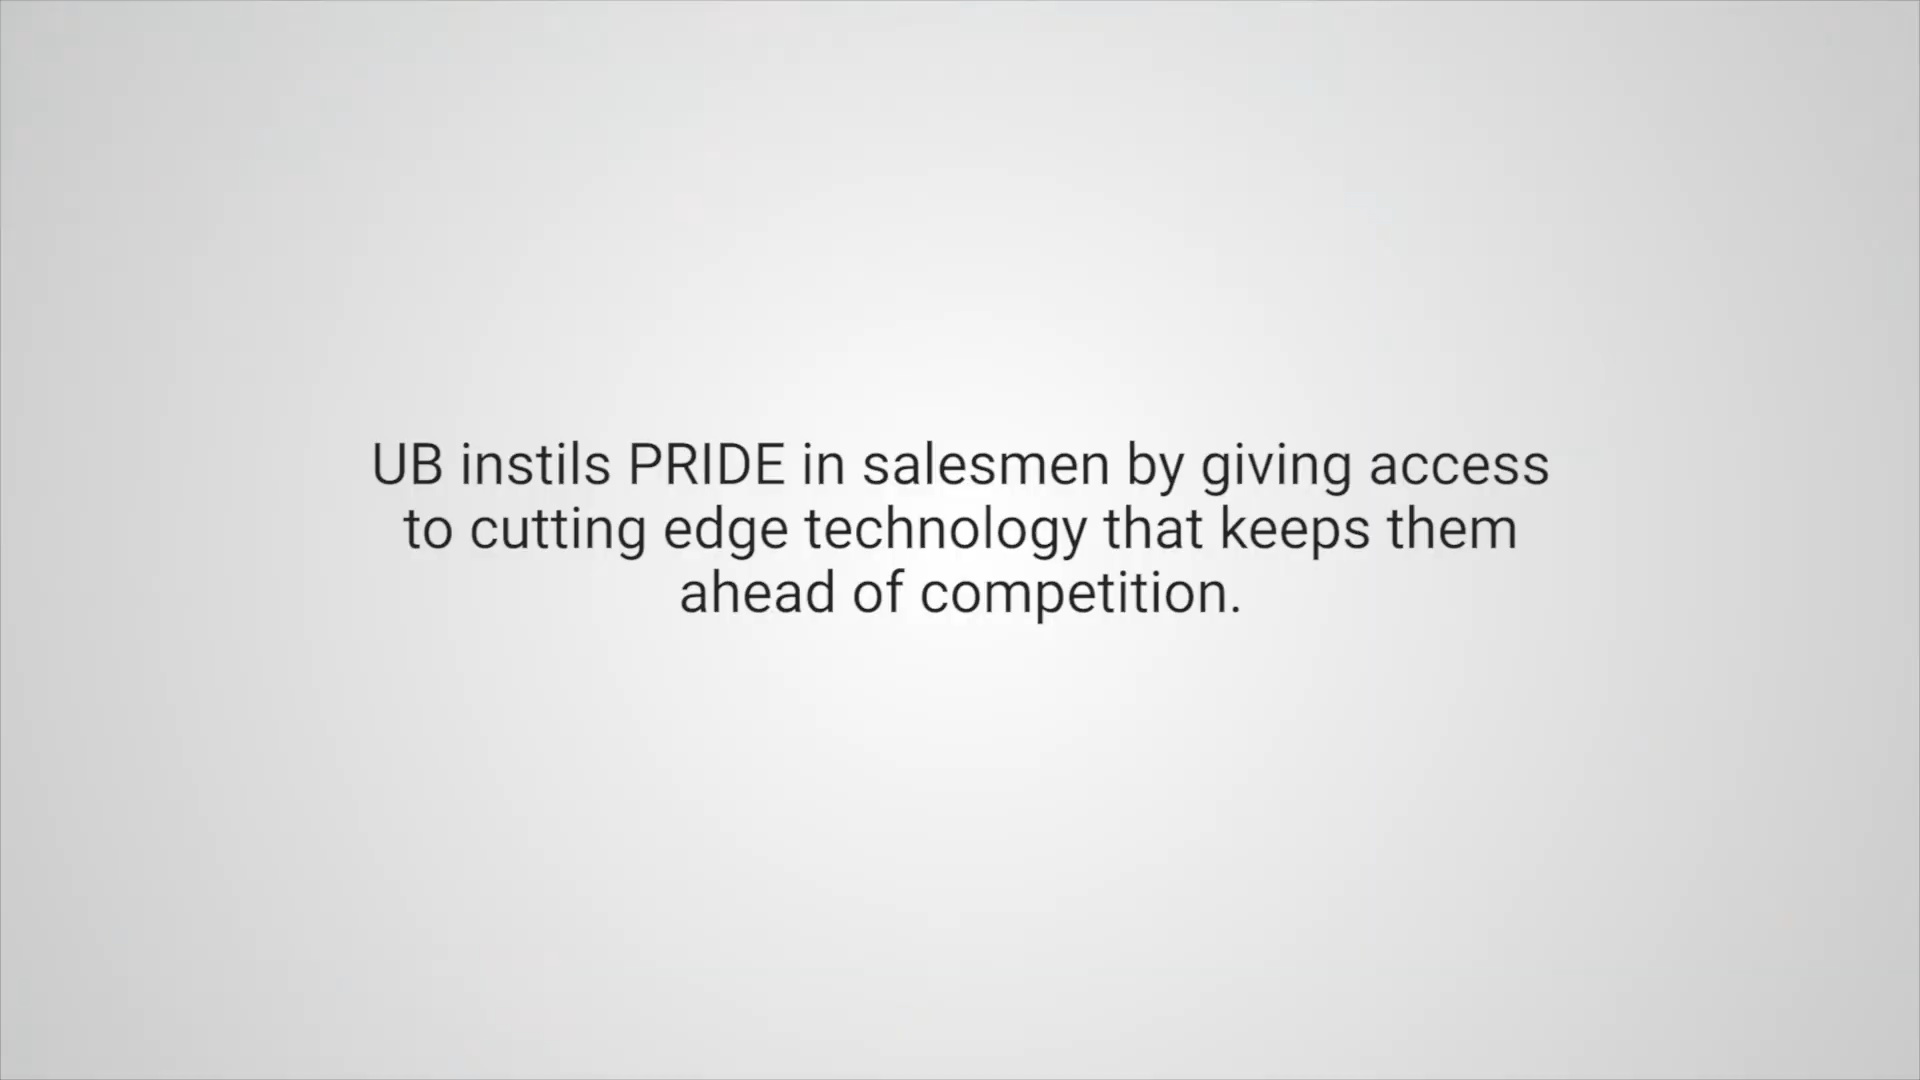 UB instils PRIDE in salesmen by giving access
to cutting edge technology that keeps them
ahead of competition.